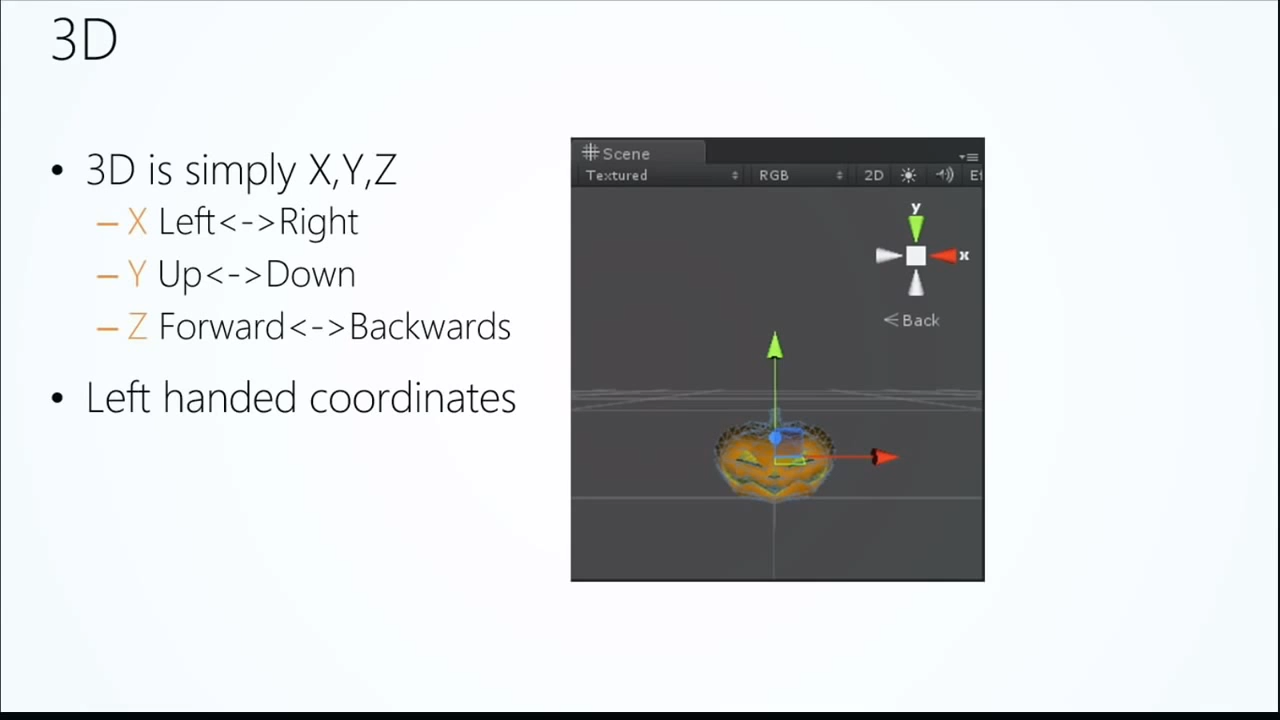 3D
• 3D is simply X,Y,Z
– X Left<->Right
– Y Up<->Down
– Z Forward<->Backwards
• Left handed coordinates
Scene
Textured RGB 2D
y
x
Back